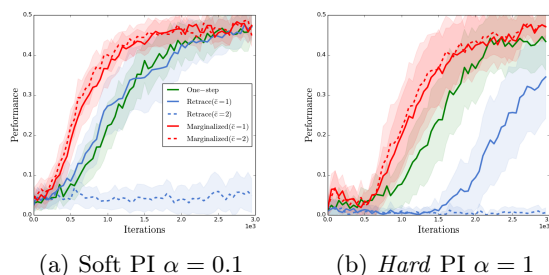 0.5
0.4
0.3
0.2
0.1
0.0
Performance
0.0 0.5 1.0 1.5 2.0 2.5 3.0
1e3
Iterations
One-step
Retrace(c̄=1)
Retrace(c̄=2)
Marginalized(c̄=1)
Marginalized(c̄=2)
(a) Soft PI α = 0.1
0.5
0.4
0.3
0.2
0.1
0.0
Performance
0.0 0.5 1.0 1.5 2.0 2.5 3.0
1e3
Iterations
(b) Hard PI α = 1